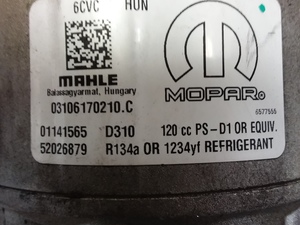 6CVC HUN
MAHLE
Balassagyarmat, Hungary
03106170210.C
MOPAR®
6577555
01141565 D310 120 cc PS-D1 OR EQUIV.
52026879 R134a OR 1234yf REFRIGERANT